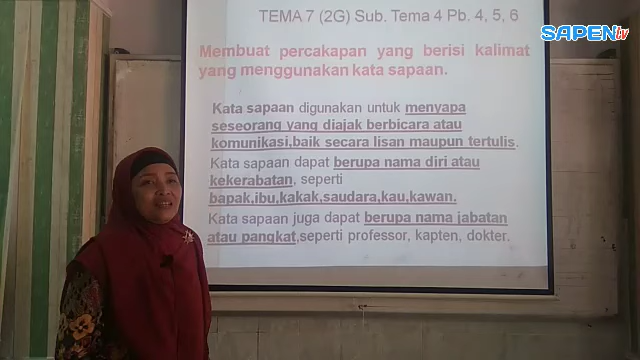 TEMA 7 (2G) Sub. Tema 4 Pb. 4, 5, 6
SAPEN tv
Membuat percakapan yang berisi kalimat
yang menggunakan kata sapaan.
Kata sapaan digunakan untuk menyapa
seseorang yang diajak berbicara atau
komunikasi,baik secara lisan maupun tertulis.
Kata sapaan dapat berupa nama diri atau
kekerabatan, seperti
bapak,ibu,kakak,saudara,kau,kawan.
Kata sapaan juga dapat berupa nama jabatan
atau pangkat,seperti professor, kapten, dokter.